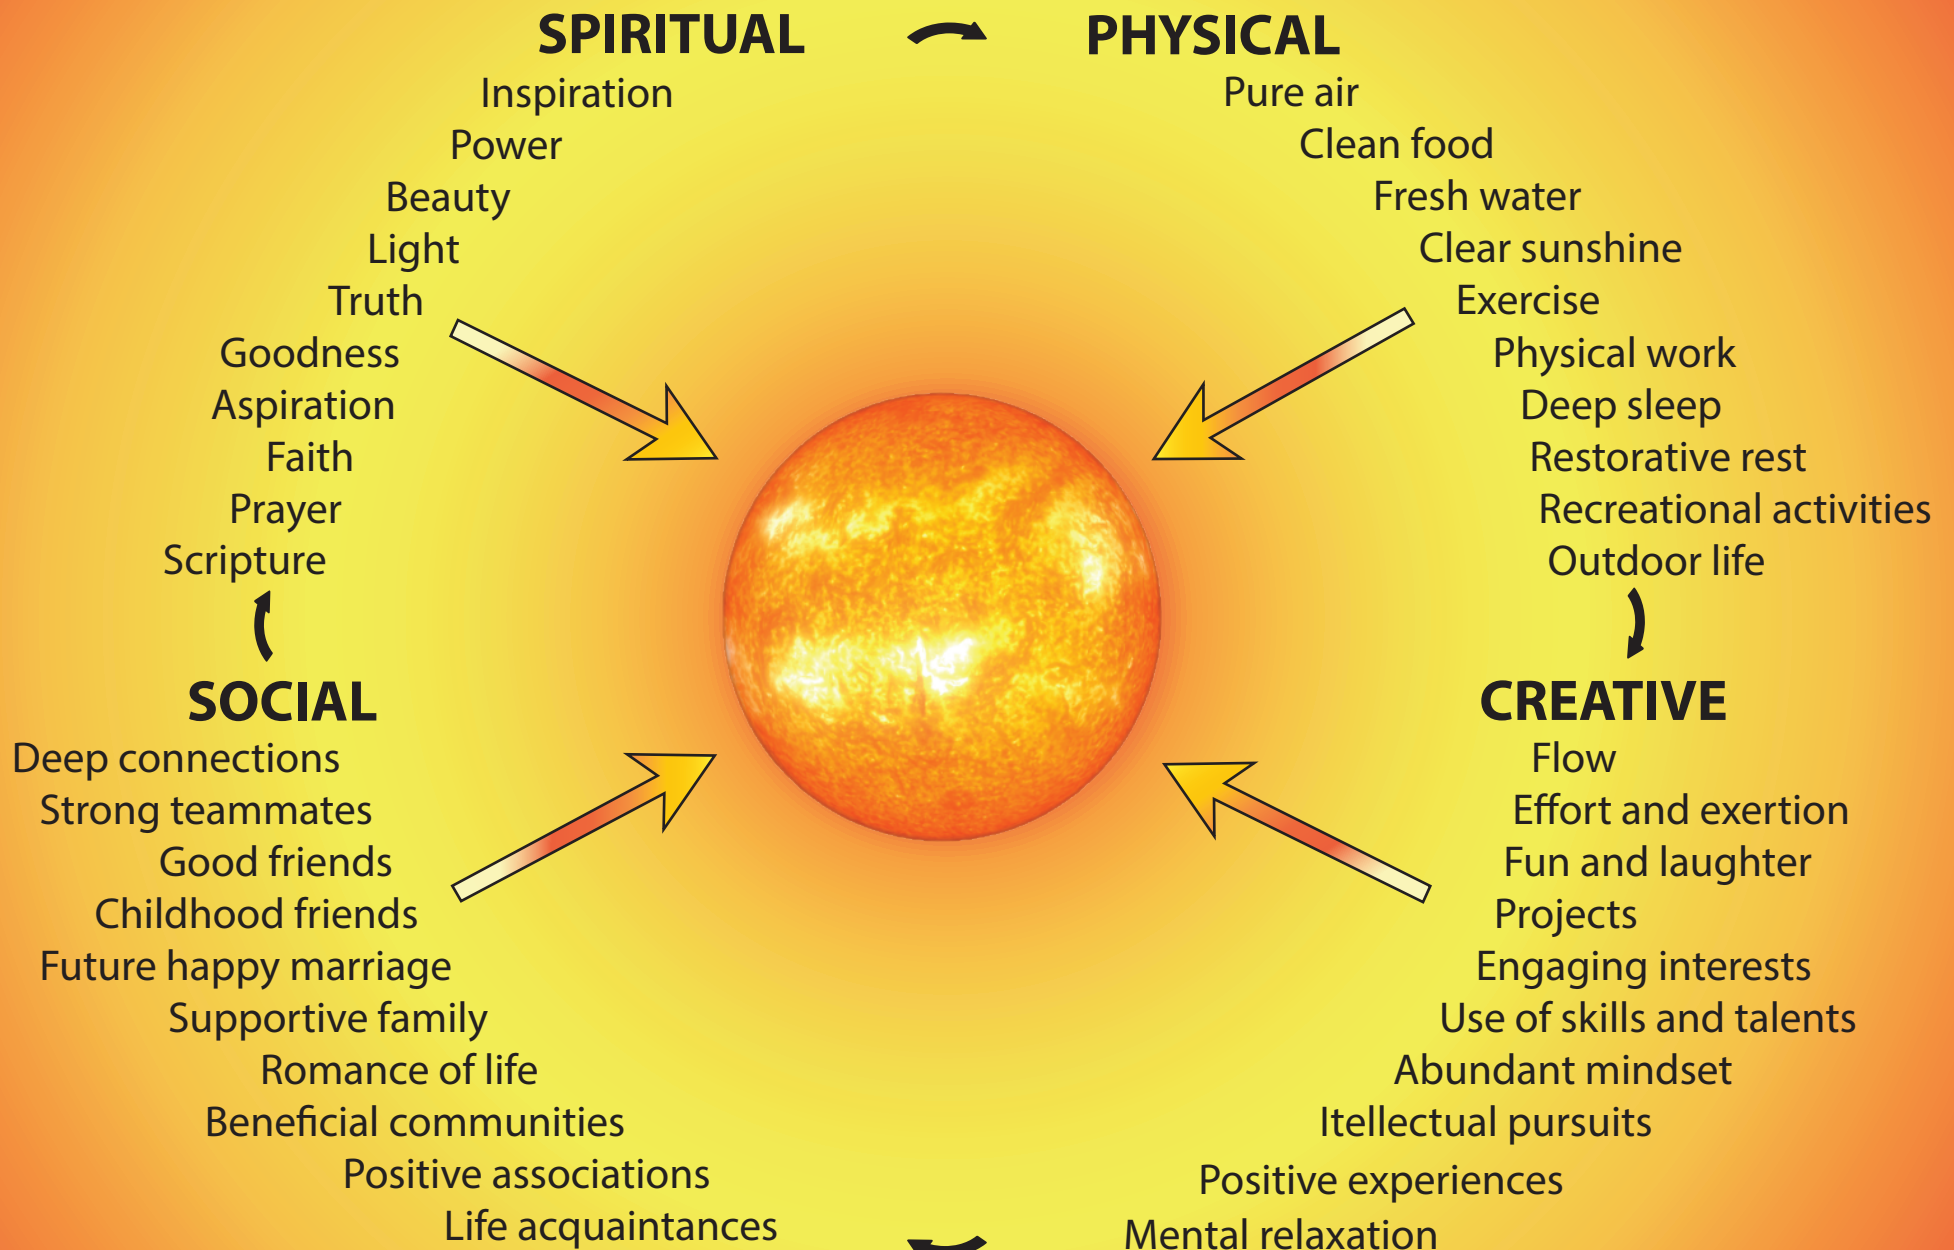 SPIRITUAL
Inspiration
Power
Beauty
Light
Truth
Goodness
Aspiration
Faith
Prayer
Scripture
PHYSICAL
Pure air
Clean food
Fresh water
Clear sunshine
Exercise
Physical work
Deep sleep
Restorative rest
Recreational activities
Outdoor life
SOCIAL
Deep connections
Strong teammates
Good friends
Childhood friends
Future happy marriage
Supportive family
Romance of life
Beneficial communities
Positive associations
Life acquaintances
CREATIVE
Flow
Effort and exertion
Fun and laughter
Projects
Engaging interests
Use of skills and talents
Abundant mindset
Itellectual pursuits
Positive experiences
Mental relaxation